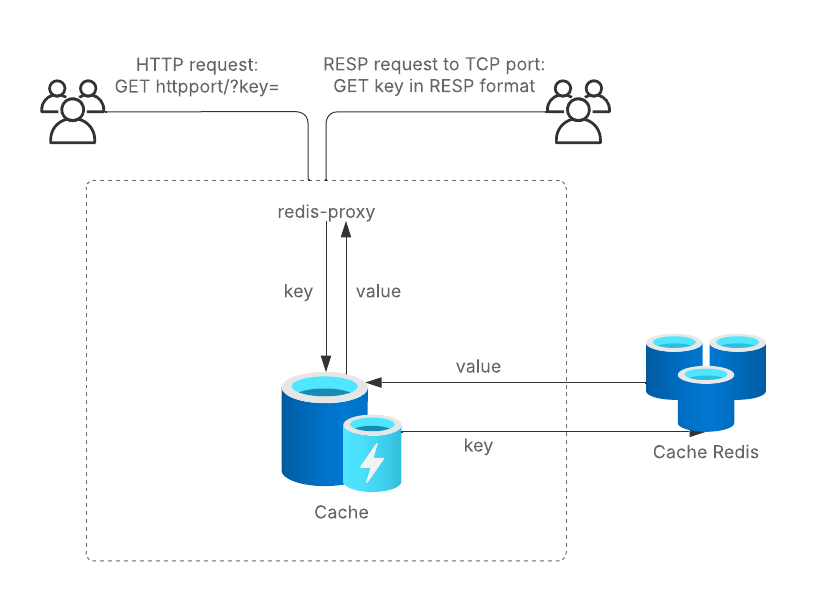 HTTP request:
GET httpport/?key=
RESP request to TCP port:
GET key in RESP format
redis-proxy
key
value
value
key
Cache Redis
Cache